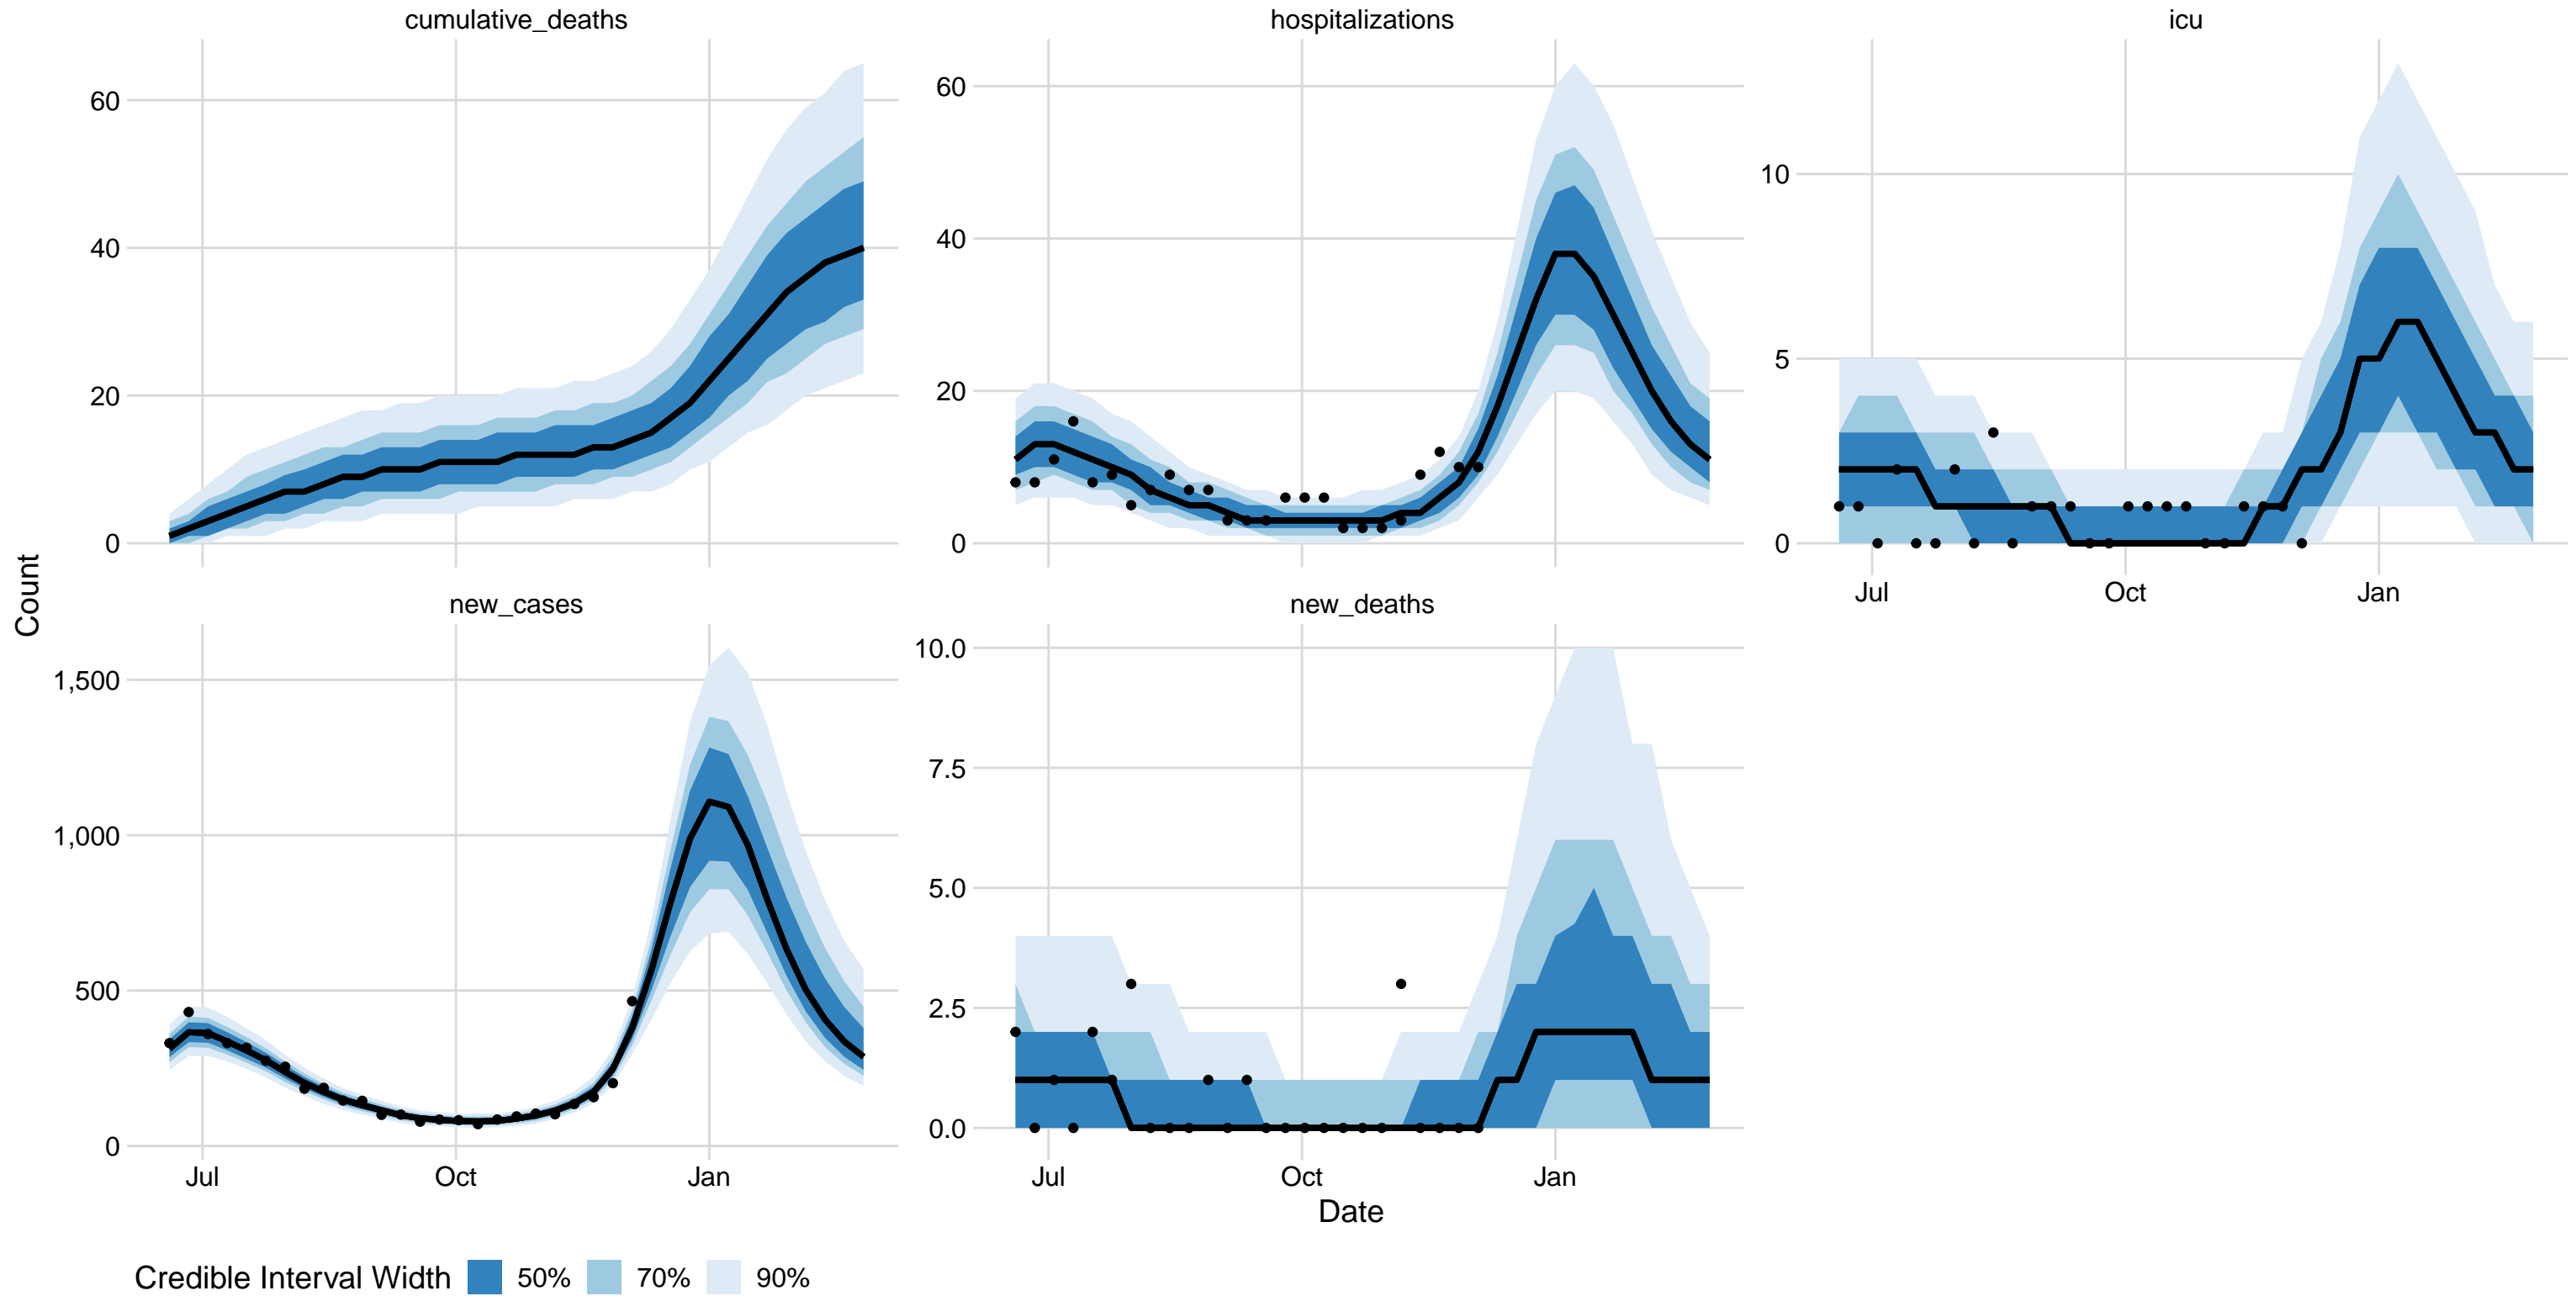 cumulative_deaths
hospitalizations
icu
60
40
20
0
60
40
20
0
10
5
0
Jul Oct Jan
Count
new_cases
new_deaths
1,500
1,000
500
0
10.0
7.5
5.0
2.5
0.0
Jul Oct Jan
Jul Oct Jan
Date
Credible Interval Width 50% 70% 90%